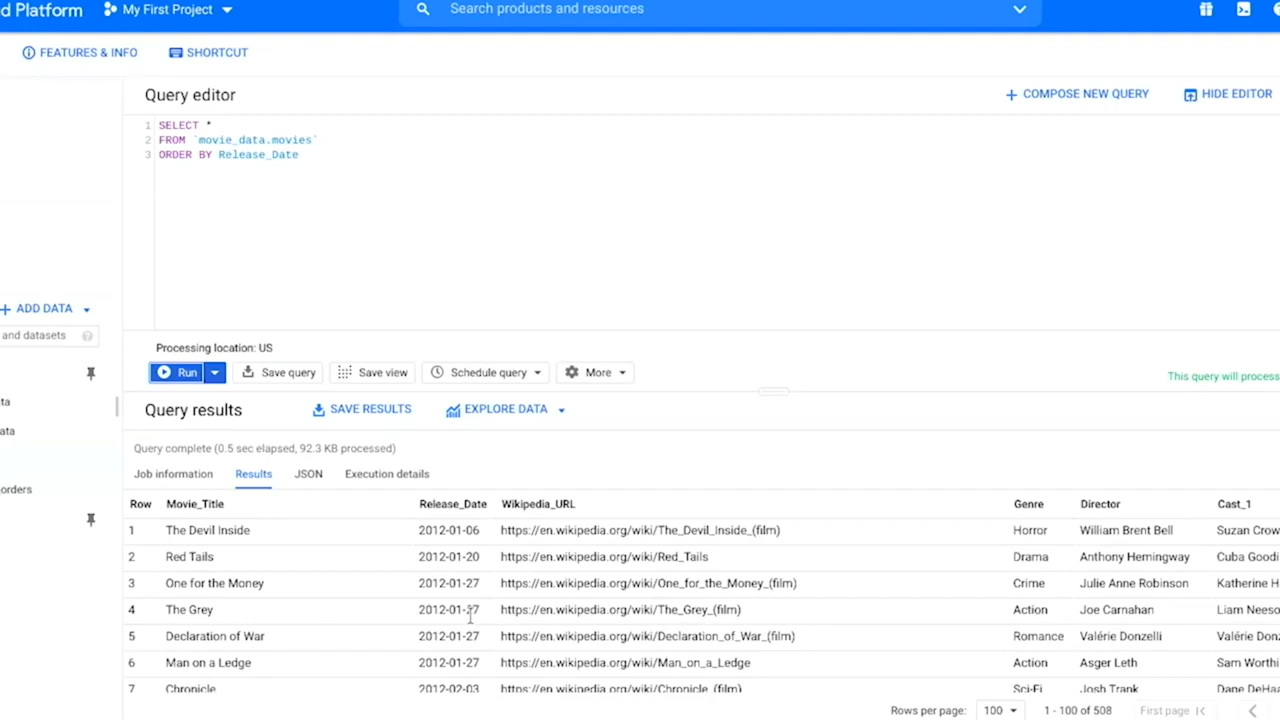 d Platform My First Project Search products and resources
FEATURES & INFO SHORTCUT
Query editor COMPOSE NEW QUERY HIDE EDITOR
1 SELECT *
2 FROM `movie_data.movies`
3 ORDER BY Release_Date
+ ADD DATA
and datasets
Processing location: US
Run Save query Save view Schedule query More
This query will process
ta
ata
orders
Query results SAVE RESULTS EXPLORE DATA
Query complete (0.5 sec elapsed, 92.3 KB processed)
Job information Results JSON Execution details
Row Movie_Title Release_Date Wikipedia_URL Genre Director Cast_1
1 The Devil Inside 2012-01-06 https://en.wikipedia.org/wiki/The_Devil_Inside_(film) Horror William Brent Bell Suzan Crow
2 Red Tails 2012-01-20 https://en.wikipedia.org/wiki/Red_Tails Drama Anthony Hemingway Cuba Goodi
3 One for the Money 2012-01-27 https://en.wikipedia.org/wiki/One_for_the_Money_(film) Crime Julie Anne Robinson Katherine H
4 The Grey 2012-01-27 https://en.wikipedia.org/wiki/The_Grey_(film) Action Joe Carnahan Liam Neeso
5 Declaration of War 2012-01-27 https://en.wikipedia.org/wiki/Declaration_of_War_(film) Romance Valérie Donzelli Valérie Donz
6 Man on a Ledge 2012-01-27 https://en.wikipedia.org/wiki/Man_on_a_Ledge Action Asger Leth Sam Worthi
7 Chronicle 2012-02-03 https://en.wikipedia.org/wiki/Chronicle_(film) Sci-Fi Josh Trank Dane DeHaa
Rows per page: 100 1 - 100 of 508 First page